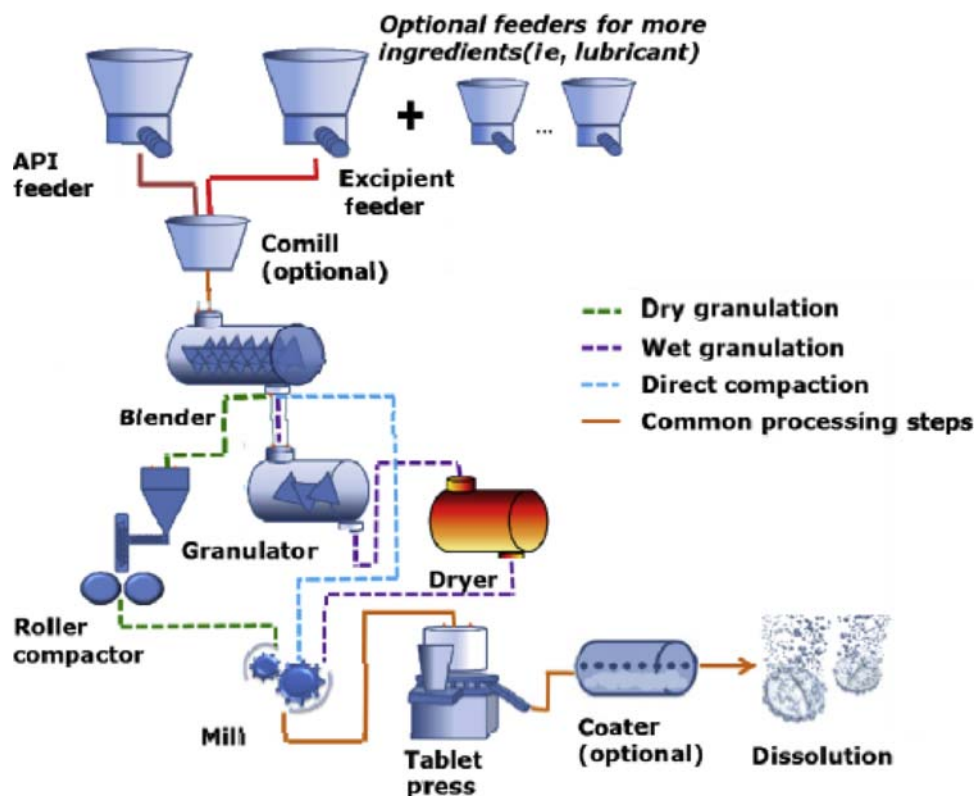 Optional feeders for more
ingredients(ie, lubricant)
+
...
API
feeder
Excipient
feeder
Comill
(optional)
Dry granulation
Wet granulation
Direct compaction
Common processing steps
Blender
Granulator
Dryer
Roller
compactor
Mill
Tablet
press
Coater
(optional)
Dissolution